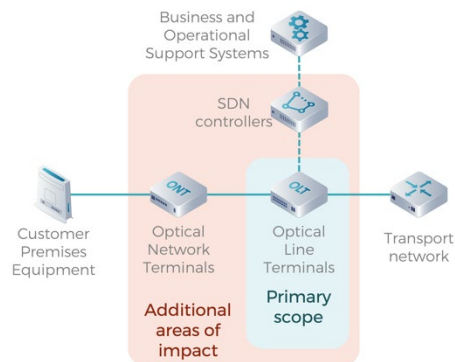 Business and
Operational
Support Systems
SDN
controllers
ONT
OLT
Customer
Premises
Equipment
Optical
Network
Terminals
Optical
Line
Terminals
Transport
network
Additional
areas of
impact
Primary
scope